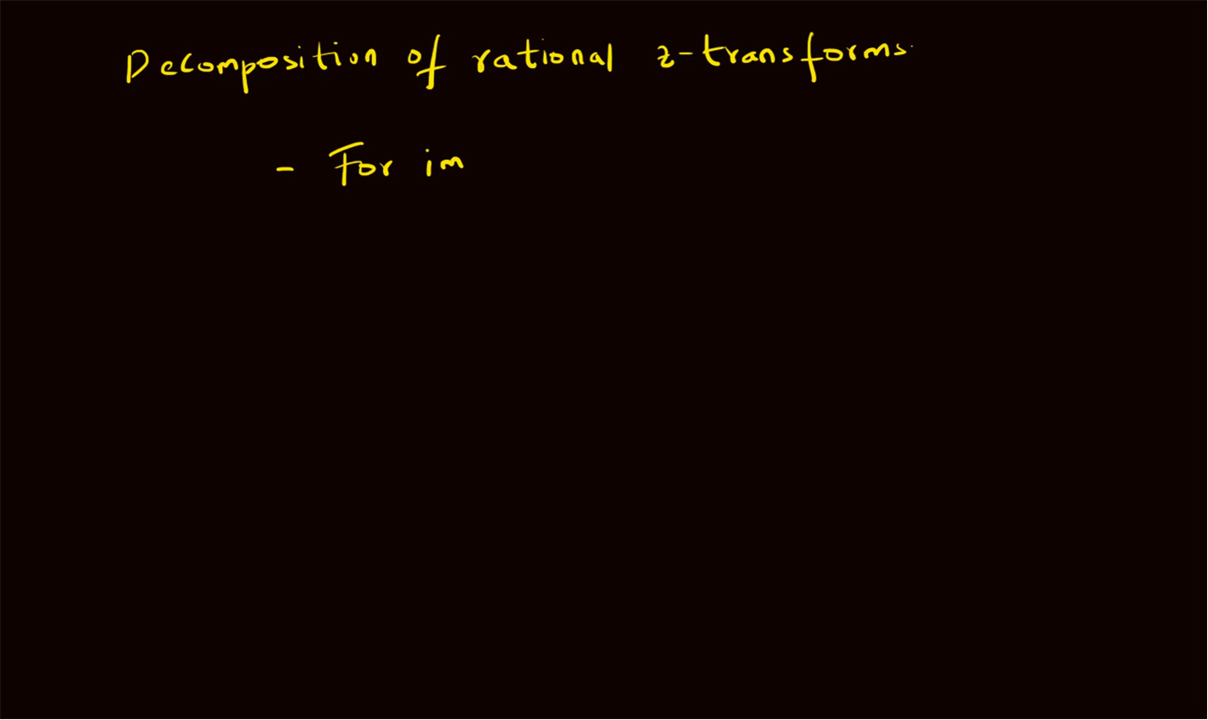 Decomposition of rational z-transforms.
- For im